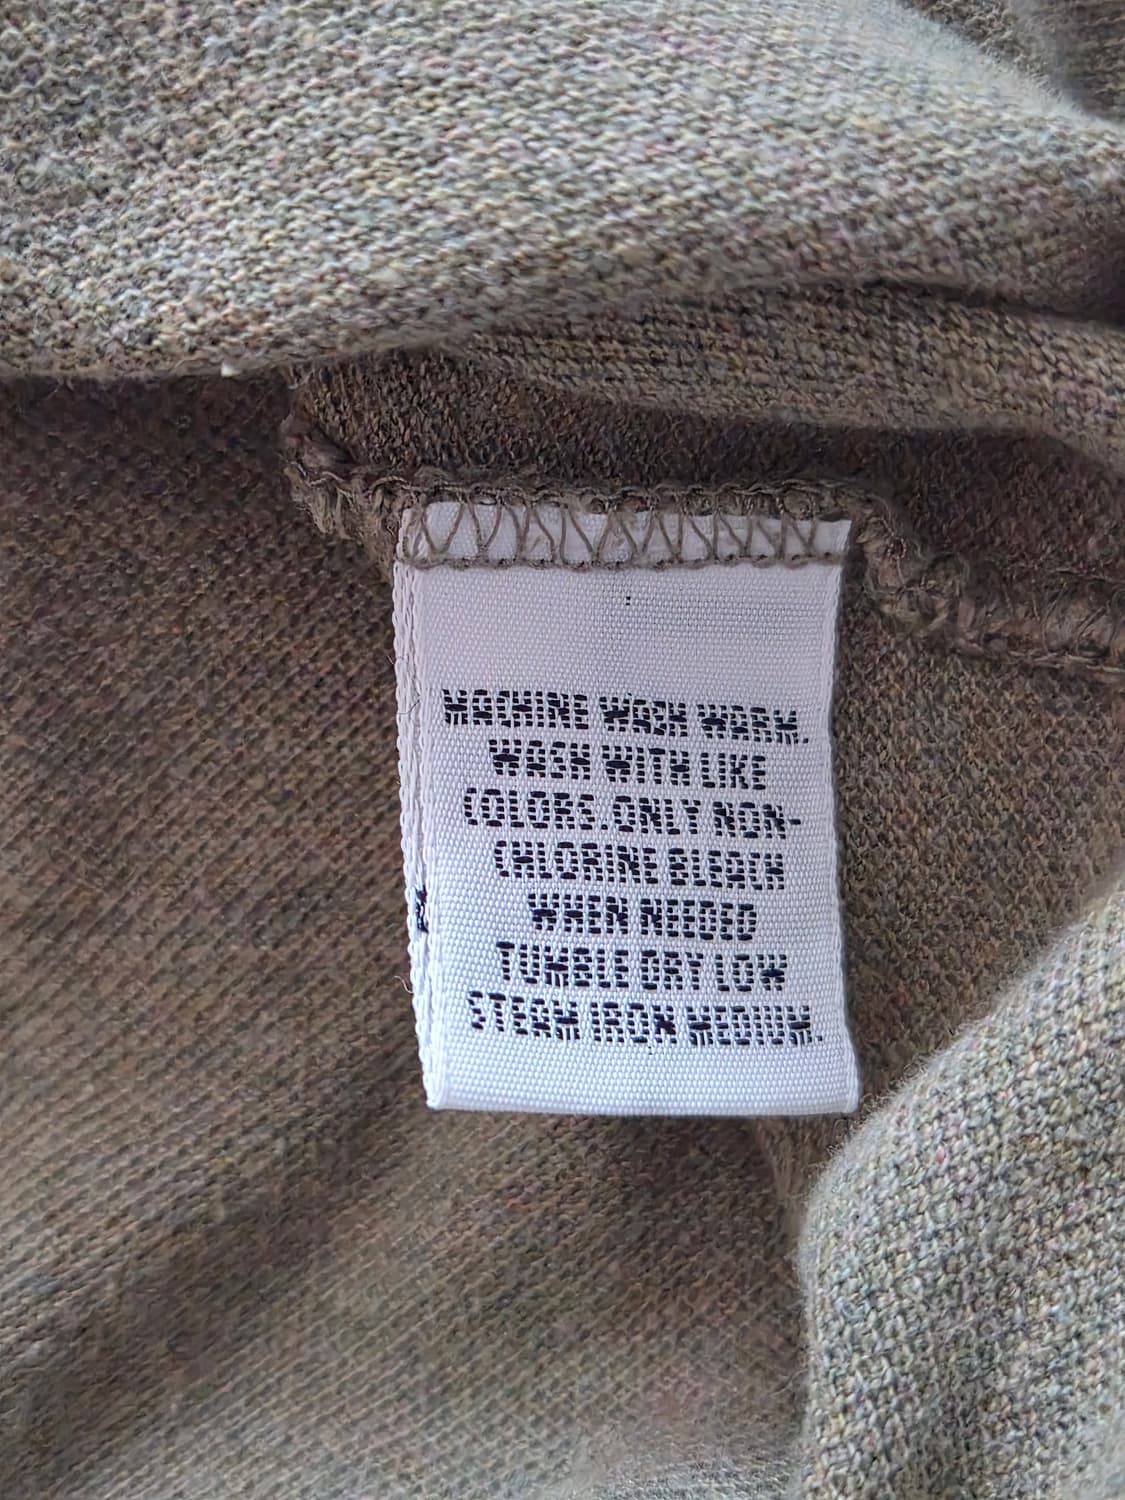 MACHINE WASH WARM.
WASH WITH LIKE
COLORS. ONLY NON-
CHLORINE BLEACH
WHEN NEEDED
TUMBLE DRY LOW
STEAM IRON MEDIUM.